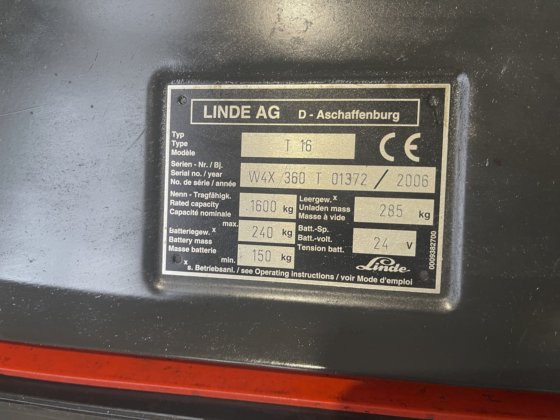 LINDE AG D - Aschaffenburg
Typ
Type
Modèle
T 16
CE
Serien - Nr. / Bj.
Serial no. / year
No. de série / année
W4X 360 T 01372 / 2006
Nenn - Tragfähigk.
Rated capacity
Capacité nominale
1600 kg
Leergew. x
Unladen mass
Masse à vide
285 kg
max.
Batteriegew. x
Battery mass
Masse batterie
240 kg
min.
150 kg
Batt.-Sp.
Batt.-volt.
Tension batt.
24 V
Linde
x s. Betriebsanl. / see Operating instructions / voir Mode d'emploi
0009382700